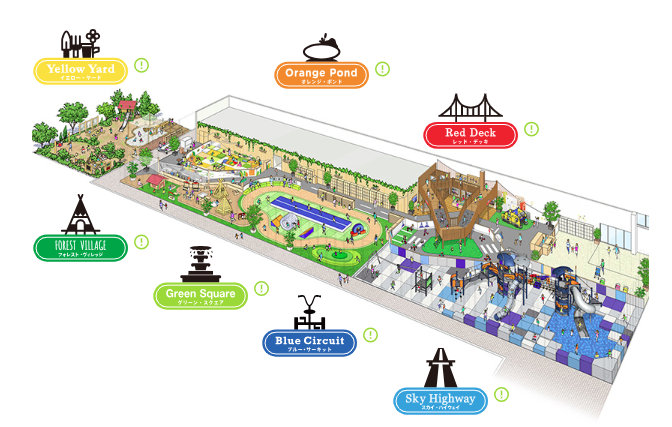 Yellow Yard
イエロー・ヤード
Orange Pond
オレンジ・ポンド
Red Deck
レッド・デッキ
FOREST VILLAGE
フォレスト・ヴィレッジ
Green Square
グリーン・スクエア
Blue Circuit
ブルー・サーキット
Sky Highway
スカイ・ハイウェイ